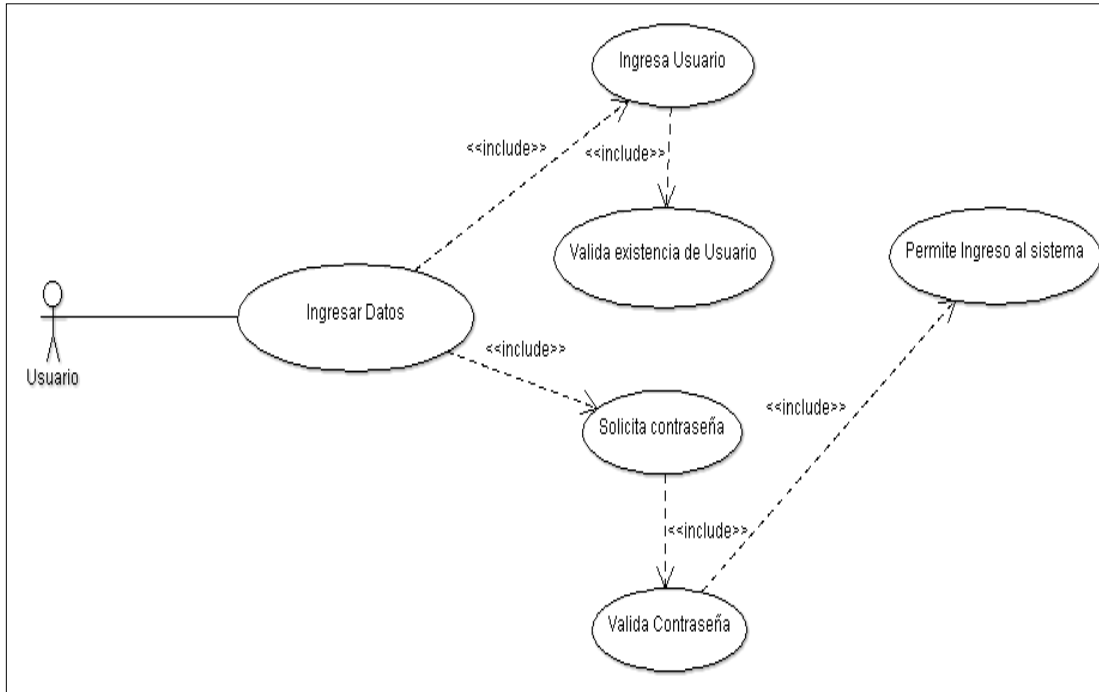 Ingresa Usuario
<<include>>
<<include>>
Valida existencia de Usuario
Permite Ingreso al sistema
Ingresar Datos
<<include>>
Usuario
<<include>>
Solicita contraseña
<<include>>
Valida Contraseña